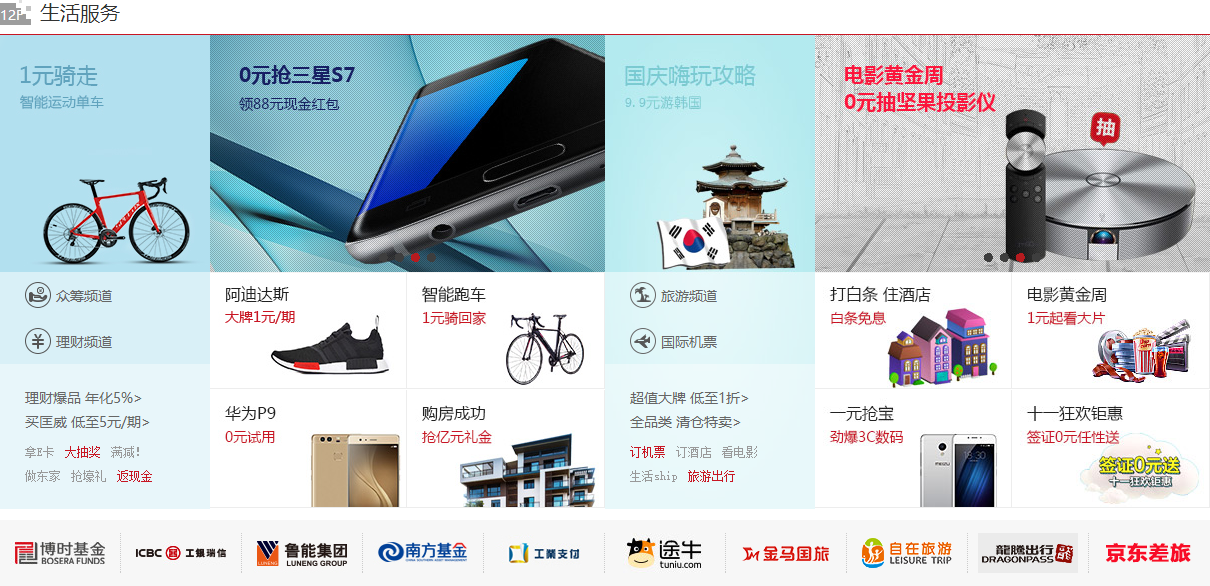 12F 生活服务
1元骑走
智能运动单车
众筹频道
理财频道
理财爆品 年化5%>
买匡威 低至5元/期>
拿E卡 大抽奖 满减!
做东家 抢壕礼 返现金
0元抢三星S7
领88元现金红包
阿迪达斯
大牌1元/期
智能跑车
1元骑回家
华为P9
0元试用
购房成功
抢亿元礼金
国庆嗨玩攻略
9.9元游韩国
旅游频道
国际机票
超值大牌 低至1折>
全品类 清仓特卖>
订机票 订酒店 看电影
生活ship 旅游出行
电影黄金周
0元抽坚果投影仪
抽
打白条 住酒店
白条免息
电影黄金周
1元起看大片
一元抢宝
劲爆3C数码
MEIZU
十一狂欢钜惠
签证0元任性送
签证0元送
十一狂欢钜惠
博时基金
BOSERA FUNDS
ICBC 工银瑞信
鲁能集团
LUNENG
LUNENG GROUP
南方基金
CHINA SOUTHERN ASSET MANAGEMENT
工業支付
途牛
tuniu.com
金马国旅
自在旅游
LEISURE TRIP
龍腾出行
DRAGONPASS
京东差旅